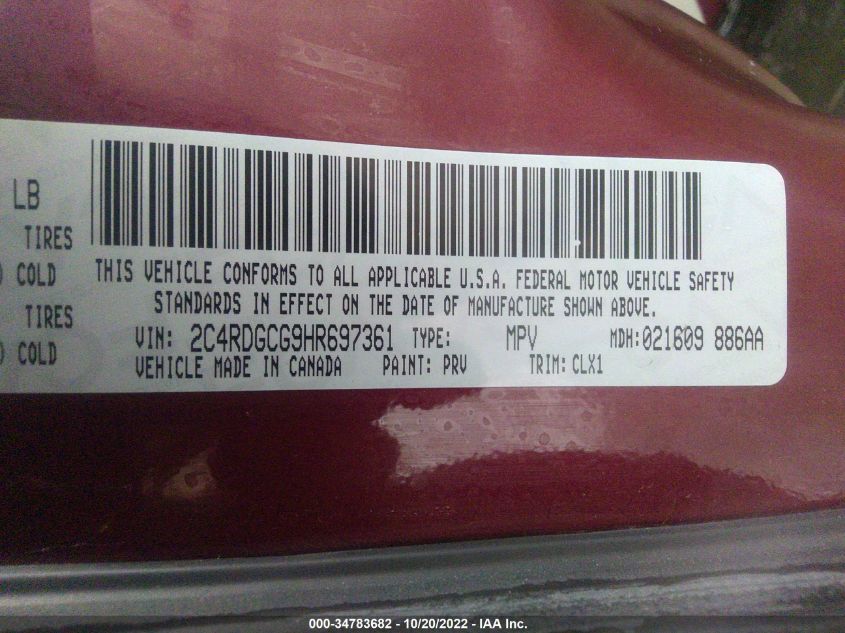 LB
TIRES
) COLD
TIRES
) COLD
THIS VEHICLE CONFORMS TO ALL APPLICABLE U.S.A. FEDERAL MOTOR VEHICLE SAFETY
STANDARDS IN EFFECT ON THE DATE OF MANUFACTURE SHOWN ABOVE.
VIN: 2C4RDGCG9HR697361 TYPE: MPV MDH:021609 886AA
VEHICLE MADE IN CANADA PAINT: PRV TRIM: CLX1
000-34783682 - 10/20/2022 - IAA Inc.